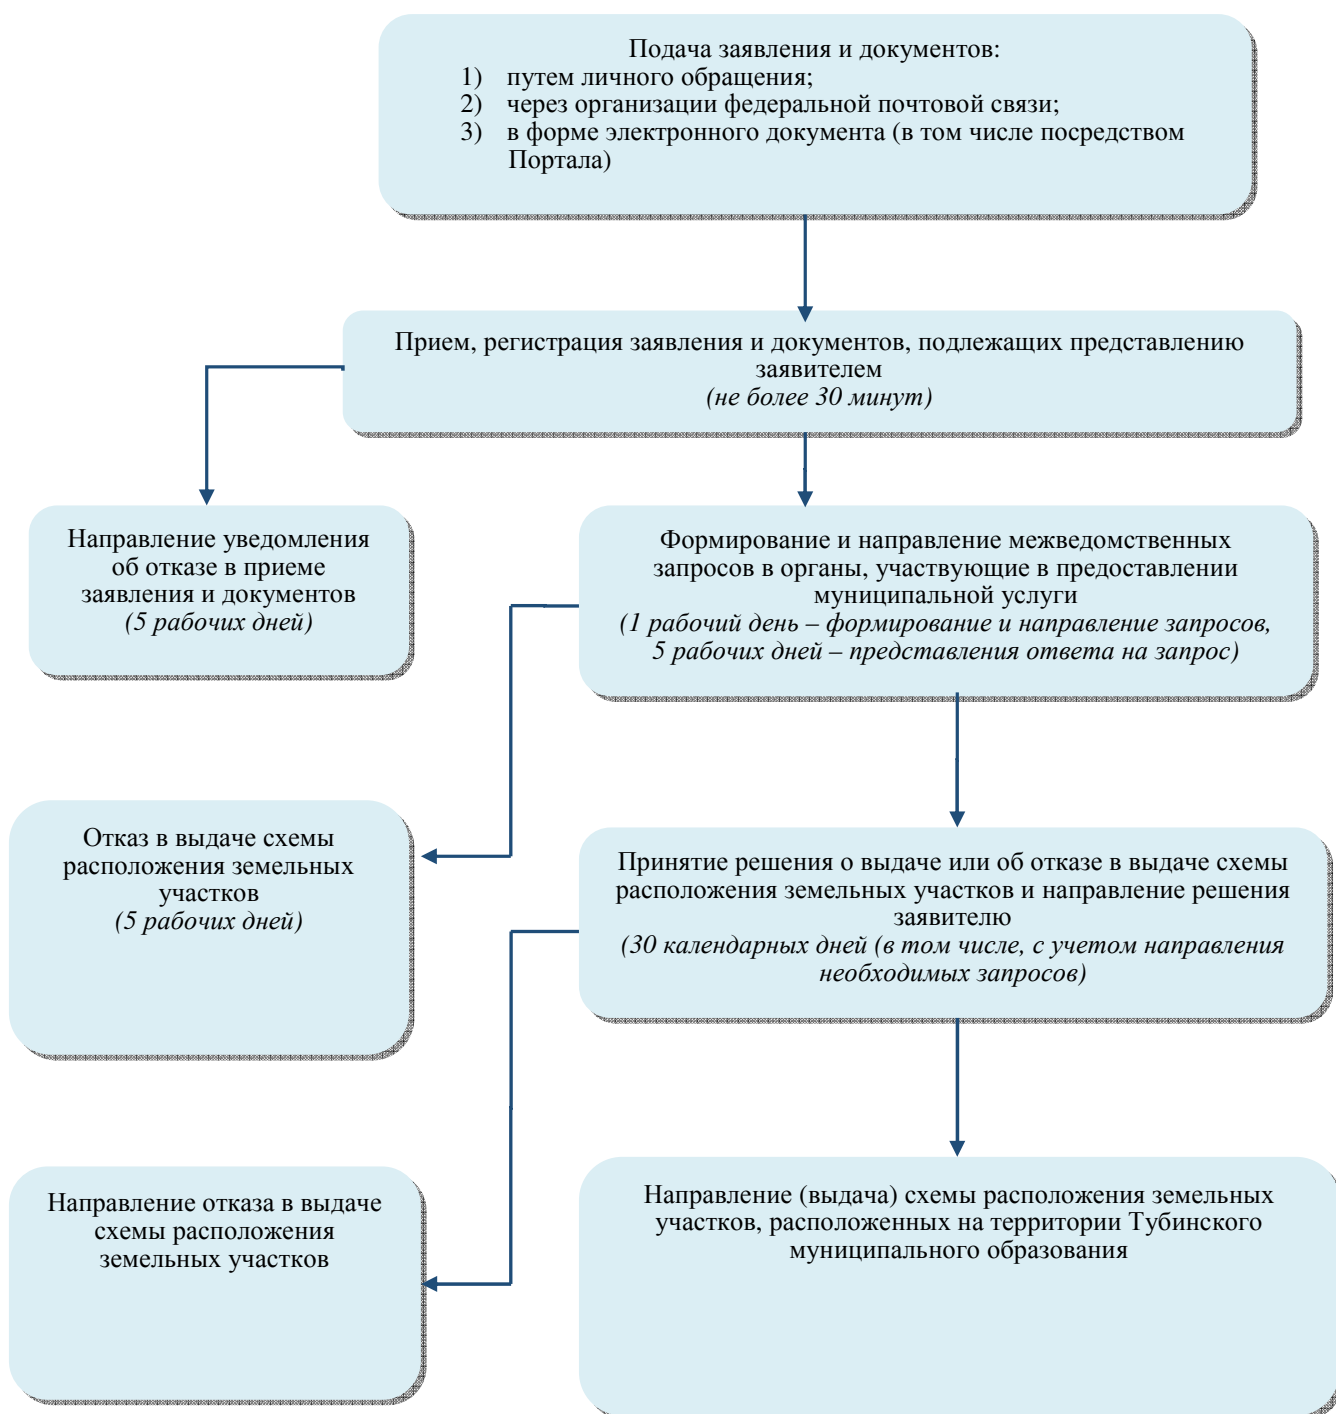 Подача заявления и документов:
1) путем личного обращения;
2) через организации федеральной почтовой связи;
3) в форме электронного документа (в том числе посредством
Портала)
Прием, регистрация заявления и документов, подлежащих представлению
заявителем
(не более 30 минут)
Направление уведомления
об отказе в приеме
заявления и документов
(5 рабочих дней)
Формирование и направление межведомственных
запросов в органы, участвующие в предоставлении
муниципальной услуги
(1 рабочий день – формирование и направление запросов,
5 рабочих дней – представления ответа на запрос)
Отказ в выдаче схемы
расположения земельных
участков
(5 рабочих дней)
Принятие решения о выдаче или об отказе в выдаче схемы
расположения земельных участков и направление решения
заявителю
(30 календарных дней (в том числе, с учетом направления
необходимых запросов)
Направление отказа в выдаче
схемы расположения
земельных участков
Направление (выдача) схемы расположения земельных
участков, расположенных на территории Тубинского
муниципального образования